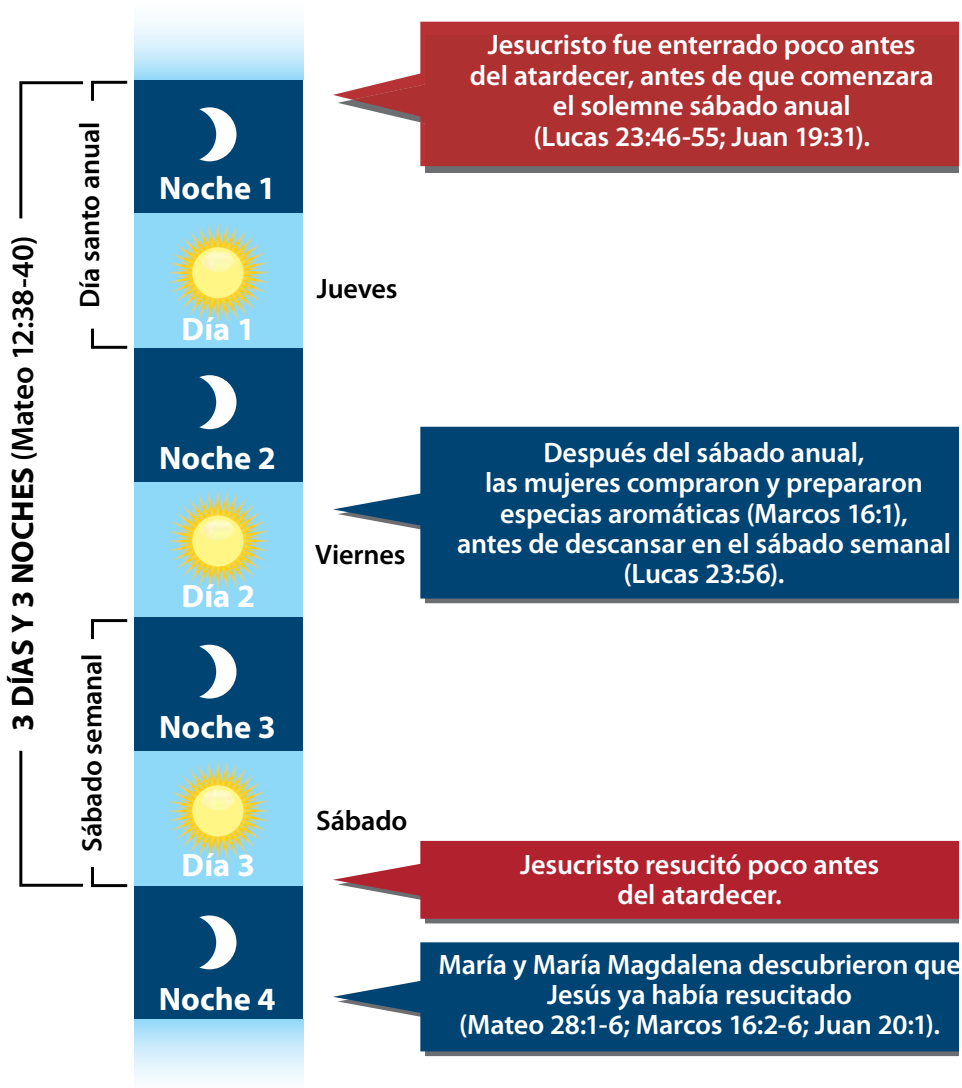 Jesucristo fue enterrado poco antes
del atardecer, antes de que comenzara
el solemne sábado anual
(Lucas 23:46-55; Juan 19:31).
3 DÍAS Y 3 NOCHES (Mateo 12:38-40)
Día santo anual
Noche 1
Día 1
Jueves
Noche 2
Después del sábado anual,
las mujeres compraron y prepararon
especias aromáticas (Marcos 16:1),
antes de descansar en el sábado semanal
(Lucas 23:56).
Día 2
Viernes
Sábado semanal
Noche 3
Día 3
Sábado
Jesucristo resucitó poco antes
del atardecer.
Noche 4
María y María Magdalena descubrieron que
Jesús ya había resucitado
(Mateo 28:1-6; Marcos 16:2-6; Juan 20:1).